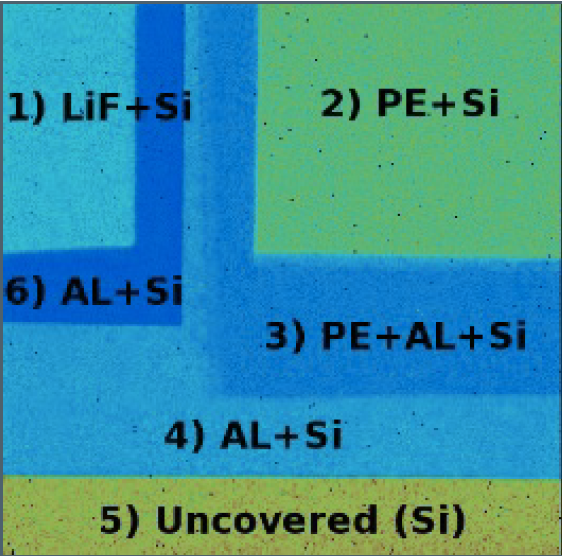 1) LiF+Si
2) PE+Si
6) AL+Si
3) PE+AL+Si
4) AL+Si
5) Uncovered (Si)